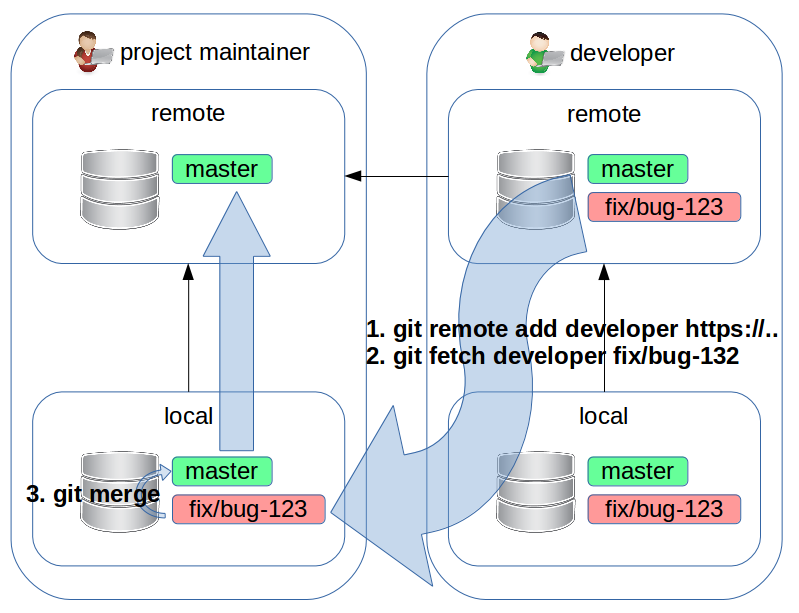 project maintainer
developer
remote
master
remote
master
fix/bug-123
1. git remote add developer https://..
2. git fetch developer fix/bug-132
local
master
3. git merge
fix/bug-123
local
master
fix/bug-123